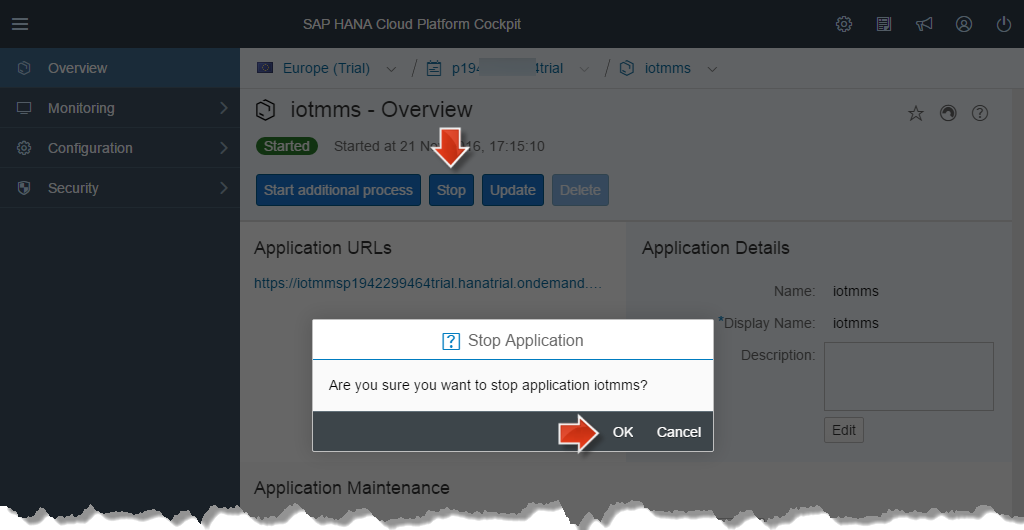 SAP HANA Cloud Platform Cockpit
Overview
Monitoring
Configuration
Security
Europe (Trial) / p194 4trial / iotmms
iotmms - Overview
Started Started at 21 No 6, 17:15:10
Start additional process Stop Update Delete
Application URLs
https://iotmmsp1942299464trial.hanatrial.ondemand....
Application Details
Name: iotmms
*Display Name: iotmms
Description:
Edit
Stop Application
Are you sure you want to stop application iotmms?
OK Cancel
Application Maintenance